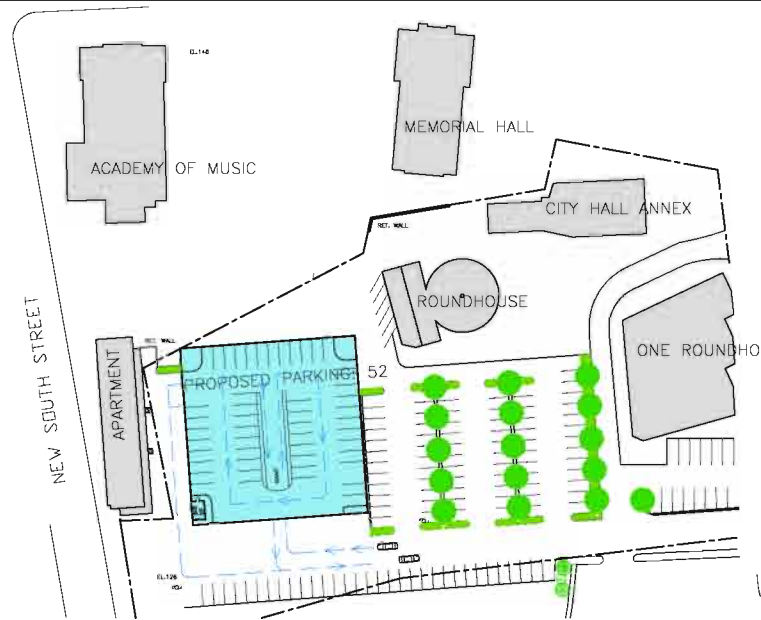 EL.148
MEMORIAL HALL
ACADEMY OF MUSIC
CITY HALL ANNEX
RET. WALL
ROUNDHOUSE
NEW SOUTH STREET
RET. WALL
ONE ROUNDHO
APARTMENT
PROPOSED PARKING: 52
EL.126